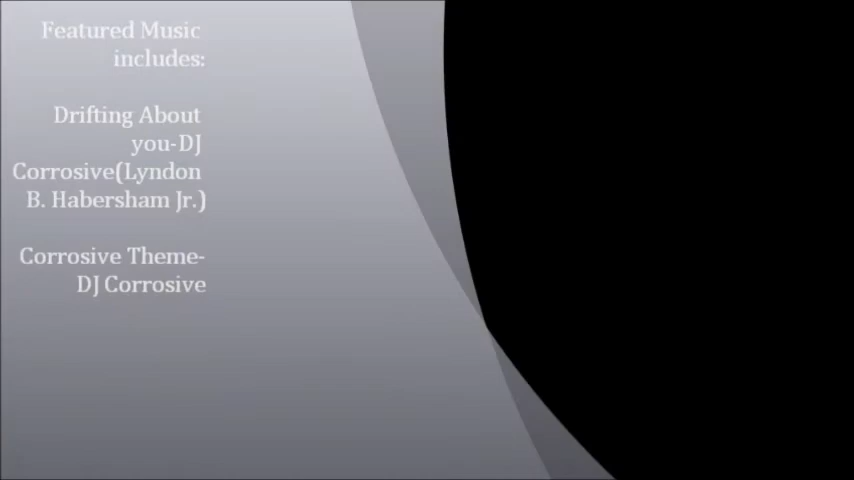 Featured Music
includes:
Drifting About
you-DJ
Corrosive(Lyndon
B. Habersham Jr.)
Corrosive Theme-
DJ Corrosive